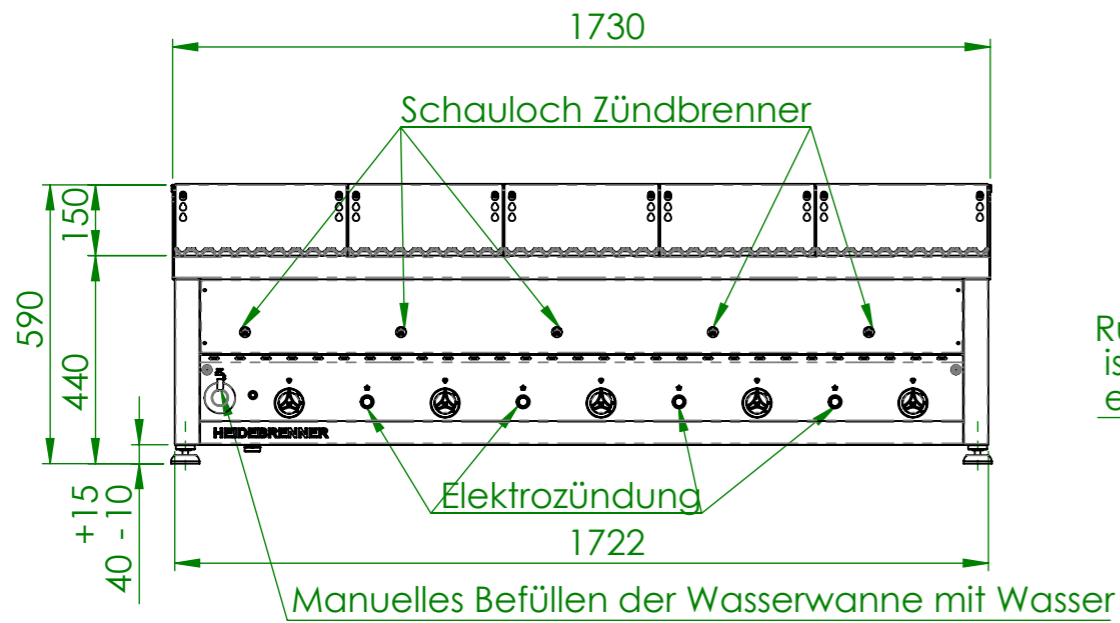 1730
Schauloch Zündbrenner
150
590
440
HEIDEBRENNER
+15
40 -10
Elektrozündung
1722
Manuelles Befüllen der Wasserwanne mit Wasser